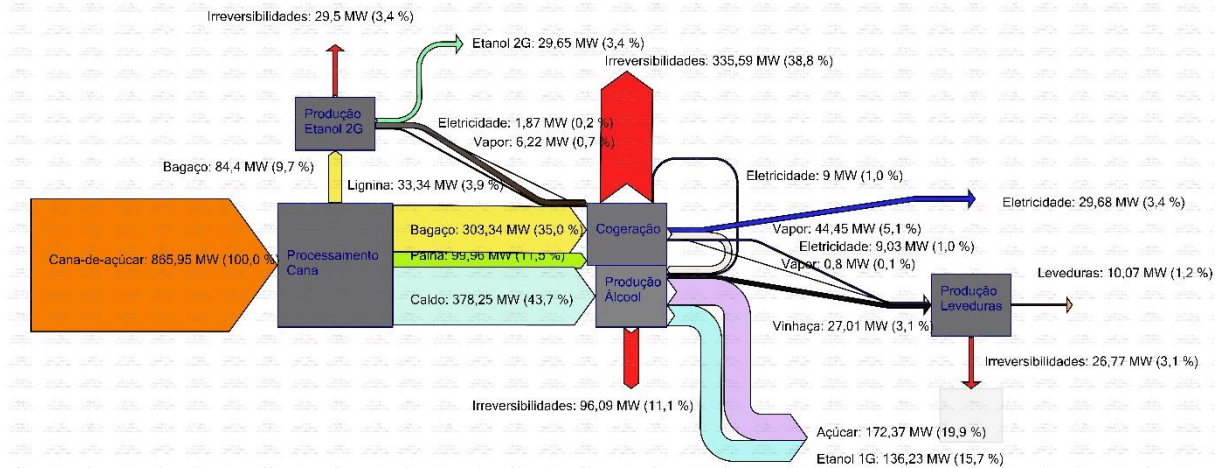 Irreversibilidades: 29,5 MW (3,4 %)
Etanol 2G: 29,65 MW (3,4 %)
Irreversibilidades: 335,59 MW (38,8 %)
Produção
Etanol 2G
Eletricidade: 1,87 MW (0,2 %)
Vapor: 6,22 MW (0,7 %)
Bagaço: 84,4 MW (9,7 %)
Lignina: 33,34 MW (3,9 %)
Eletricidade: 9 MW (1,0 %)
Eletricidade: 29,68 MW (3,4 %)
Bagaço: 303,34 MW (35,0 %)
Cogeração
Vapor: 44,45 MW (5,1 %)
Eletricidade: 9,03 MW (1,0 %)
Cana-de-açúcar: 865,95 MW (100,0 %)
Processamento
Cana
Palha: 99,96 MW (11,5 %)
Vapor: 0,8 MW (0,1 %)
Leveduras: 10,07 MW (1,2 %)
Caldo: 378,25 MW (43,7 %)
Produção
Álcool
Produção
Leveduras
Vinhaça: 27,01 MW (3,1 %)
Irreversibilidades: 26,77 MW (3,1 %)
Irreversibilidades: 96,09 MW (11,1 %)
Açúcar: 172,37 MW (19,9 %)
Etanol 1G: 136,23 MW (15,7 %)